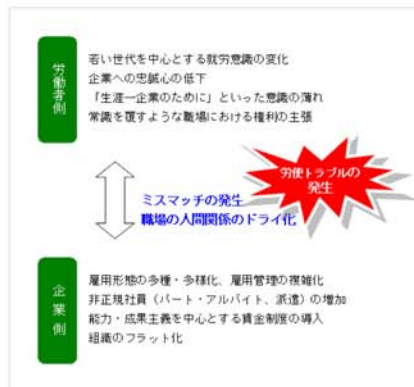 労働者側
若い世代を中心とする就労意識の変化
企業への忠誠心の低下
「生涯一企業のために」といった意識の薄れ
常識を覆すような職場における権利の主張
労使トラブルの
発生
ミスマッチの発生
職場の人間関係のドライ化
企業側
雇用形態の多種・多様化、雇用管理の複雑化
非正規社員（パート・アルバイト、派遣）の増加
能力・成果主義を中心とする賃金制度の導入
組織のフラット化